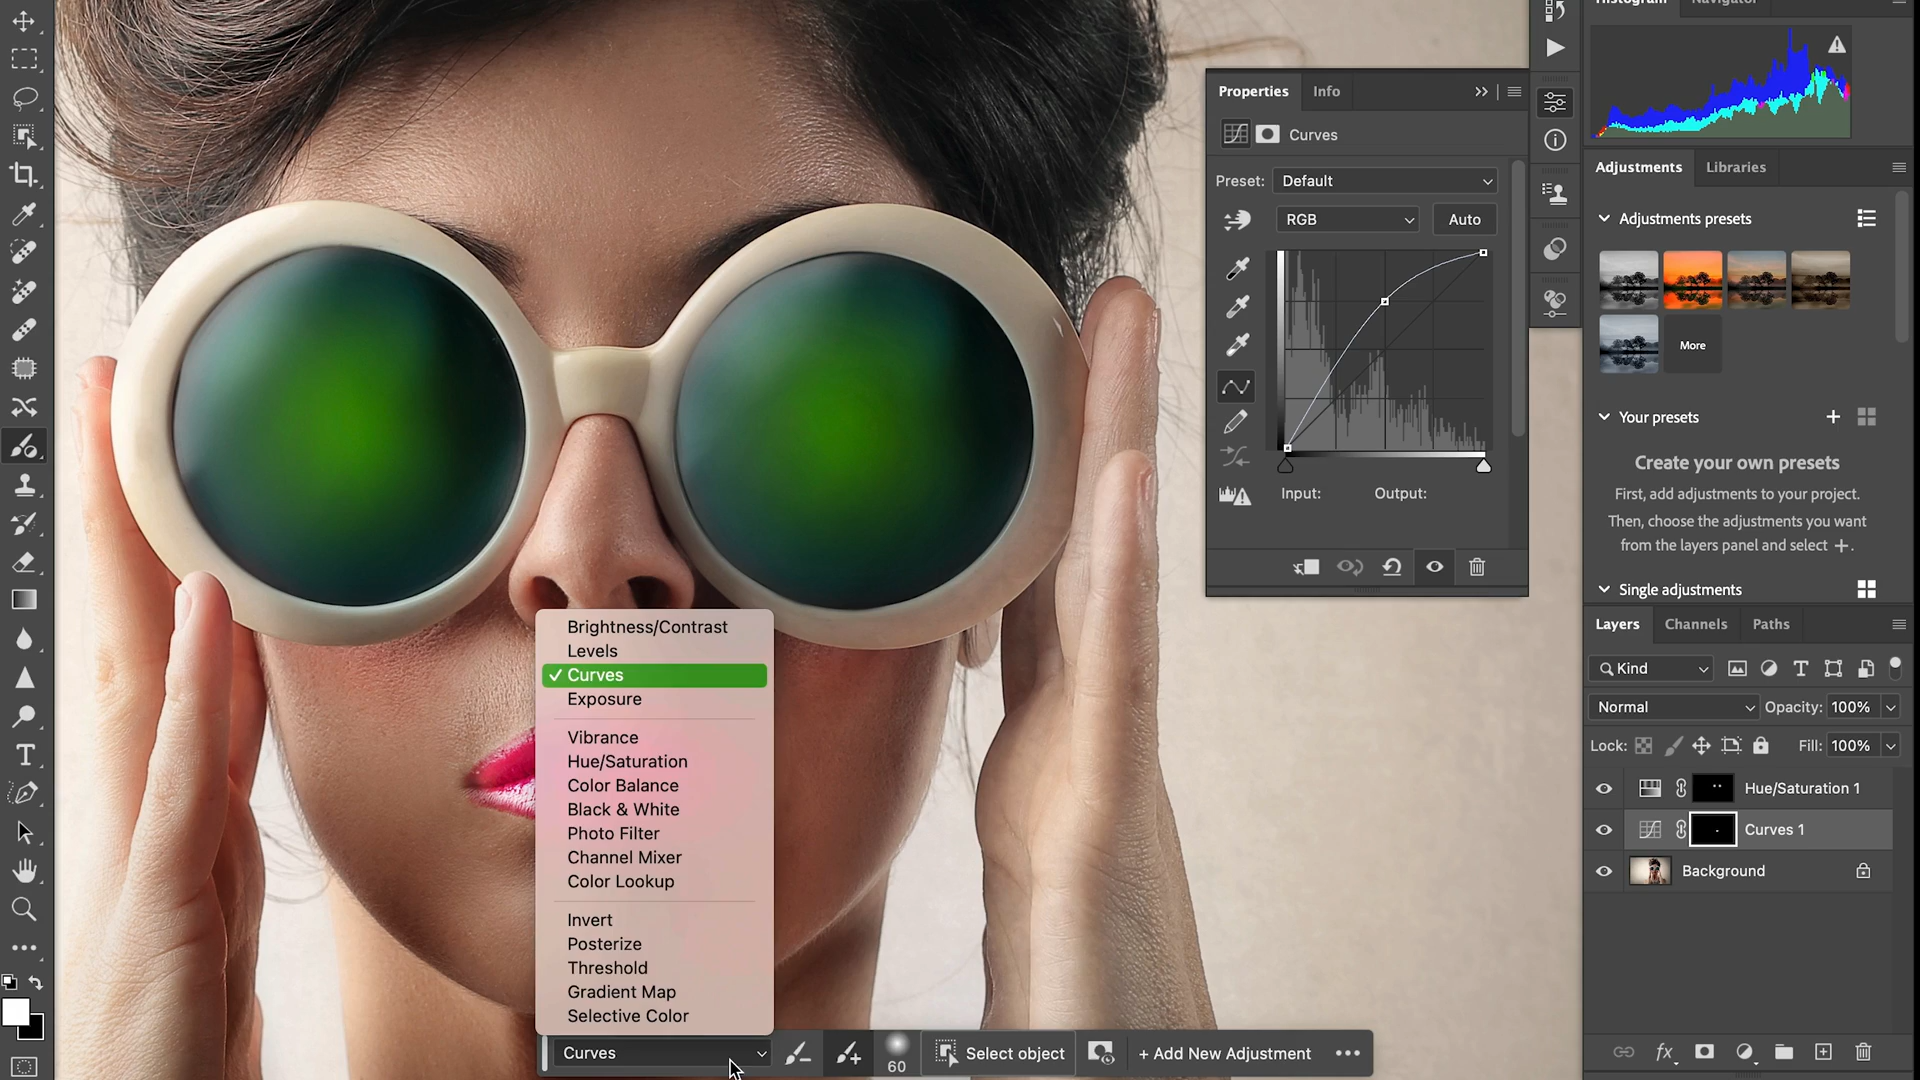 Histogram Navigator
Properties Info
Curves
Preset: Default
RGB Auto
Input: Output:
Adjustments Libraries
Adjustments presets
More
Your presets
Create your own presets
First, add adjustments to your project.
Then, choose the adjustments you want
from the layers panel and select +.
Single adjustments
Layers Channels Paths
Kind
Normal Opacity: 100%
Lock: Fill: 100%
Hue/Saturation 1
Curves 1
Background
fx
Brightness/Contrast
Levels
✓ Curves
Exposure
Vibrance
Hue/Saturation
Color Balance
Black & White
Photo Filter
Channel Mixer
Color Lookup
Invert
Posterize
Threshold
Gradient Map
Selective Color
Curves 60 Select object + Add New Adjustment